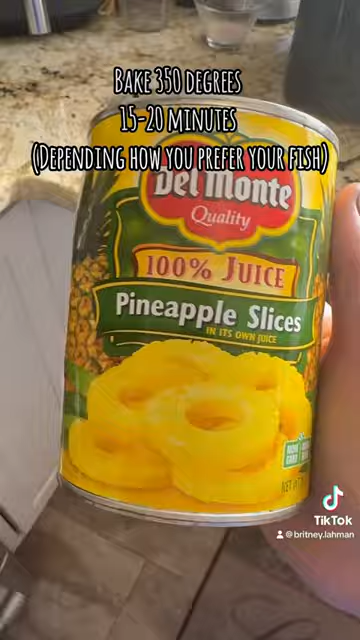 BAKE 350 DEGREES
15-20 MINUTES
(DEPENDING HOW YOU PREFER YOUR FISH)
Del Monte
Quality
100% JUICE
Pineapple Slices
IN ITS OWN JUICE
NET
TikTok
@britney.lahman